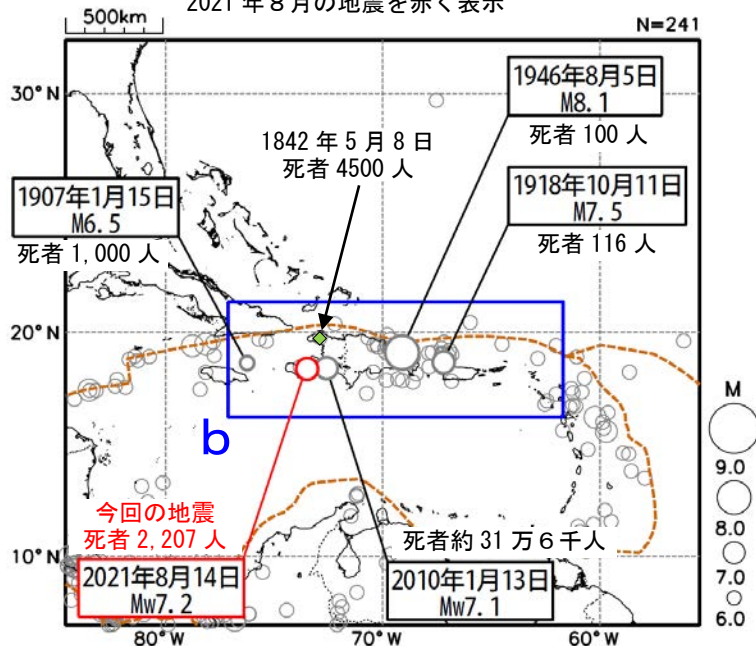 2021年8月の地震を赤く表示
500km
N=241
30°N
1946年8月5日
M8.1
死者 100 人
1842 年 5 月 8 日
死者 4500 人
1907年1月15日
M6.5
死者 1,000 人
1918年10月11日
M7.5
死者 116 人
20°N
b
M
9.0
8.0
7.0
6.0
今回の地震
死者 2,207 人
2021年8月14日
Mw7.2
死者約 31 万６千人
2010年1月13日
Mw7.1
10°N
80°W
70°W
60°W